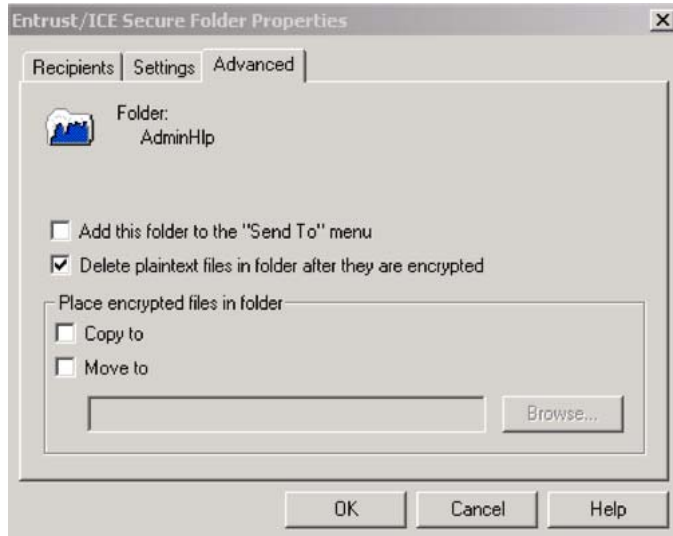 Entrust/ICE Secure Folder Properties
Recipients Settings Advanced
Folder:
AdminHlp
Add this folder to the "Send To" menu
Delete plaintext files in folder after they are encrypted
Place encrypted files in folder
Copy to
Move to
Browse...
OK Cancel Help